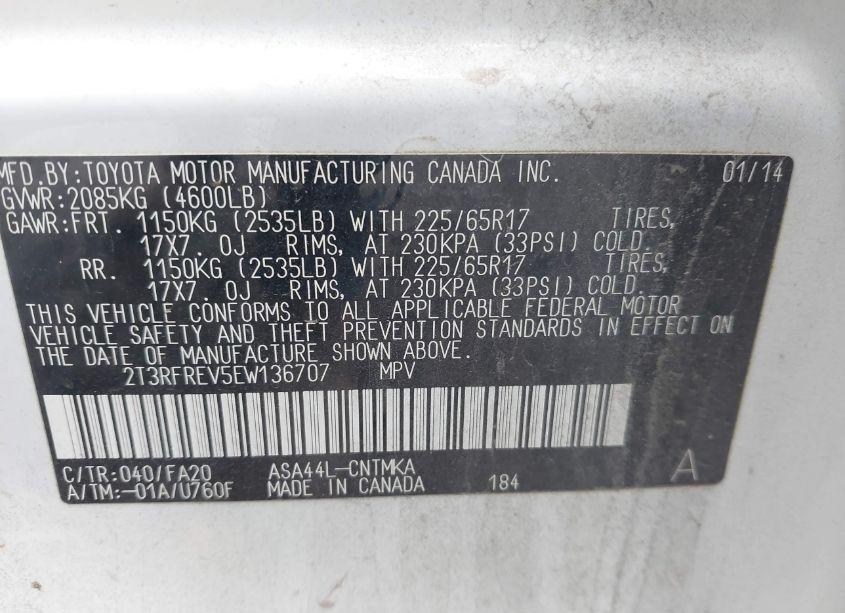 MFD.BY:TOYOTA MOTOR MANUFACTURING CANADA INC. 01/14
GVWR:2085KG (4600LB)
GAWR:FRT. 1150KG (2535LB) WITH 225/65R17 TIRES,
17X7.0J RIMS, AT 230KPA (33PSI) COLD.
RR. 1150KG (2535LB) WITH 225/65R17 TIRES,
17X7.0J RIMS, AT 230KPA (33PSI) COLD.
THIS VEHICLE CONFORMS TO ALL APPLICABLE FEDERAL MOTOR
VEHICLE SAFETY AND THEFT PREVENTION STANDARDS IN EFFECT ON
THE DATE OF MANUFACTURE SHOWN ABOVE.
2T3RFREV5EW136707 MPV
C/TR:040/FA20 ASA44L-CNTMKA
A/TM:-01A/U760F MADE IN CANADA 184 A